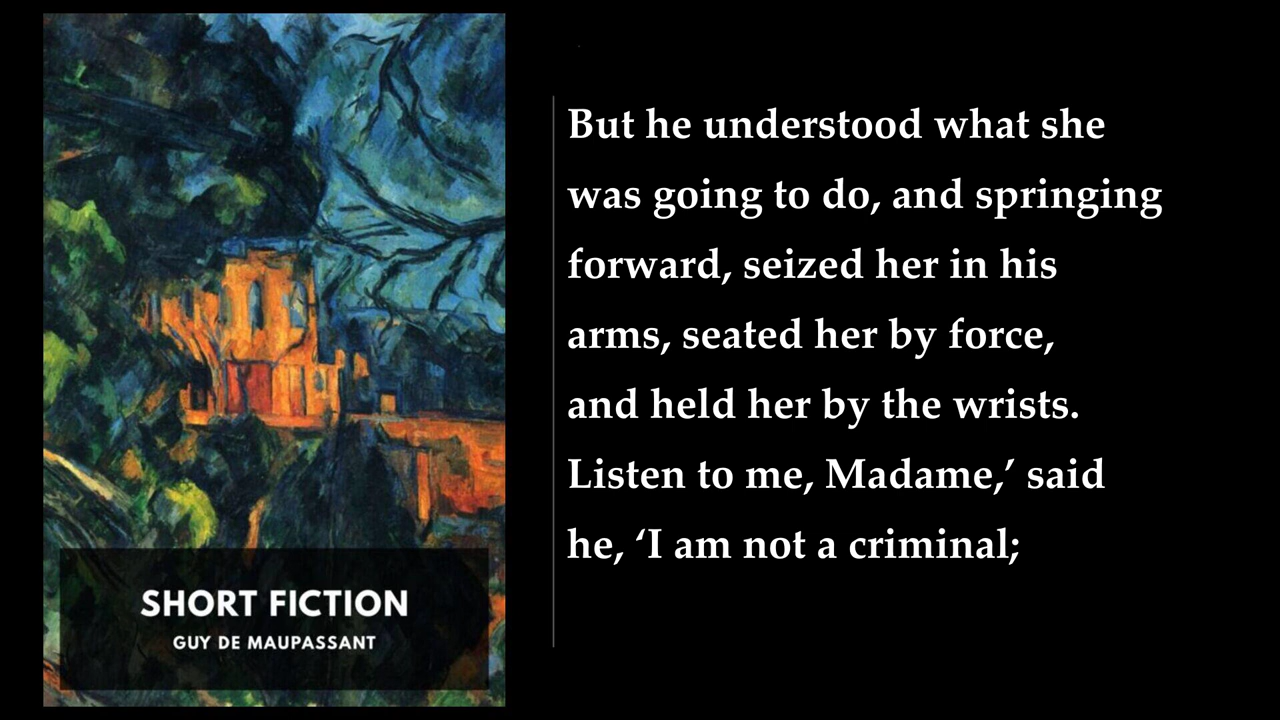 But he understood what she
was going to do, and springing
forward, seized her in his
arms, seated her by force,
and held her by the wrists.
Listen to me, Madame,’ said
he, ‘I am not a criminal;
SHORT FICTION
GUY DE MAUPASSANT